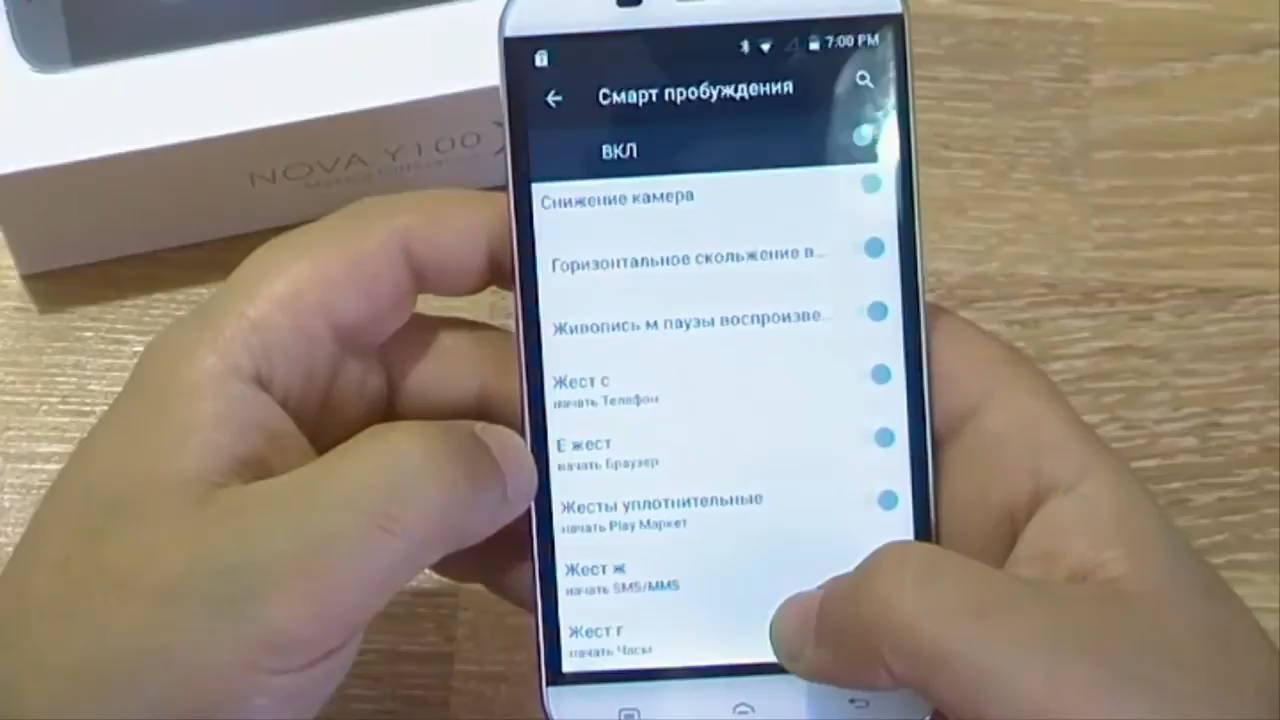 7:00 PM
Смарт пробуждения
ВКЛ
NOVA Y100 X
Снижение камера
Горизонтальное скольжение в...
Живопись м паузы воспроизве...
Жест с
начать Телефон
Е жест
начать Браузер
Жесты уплотнительные
начать Play Маркет
Жест ж
начать SMS/MMS
Жест г
начать Часы